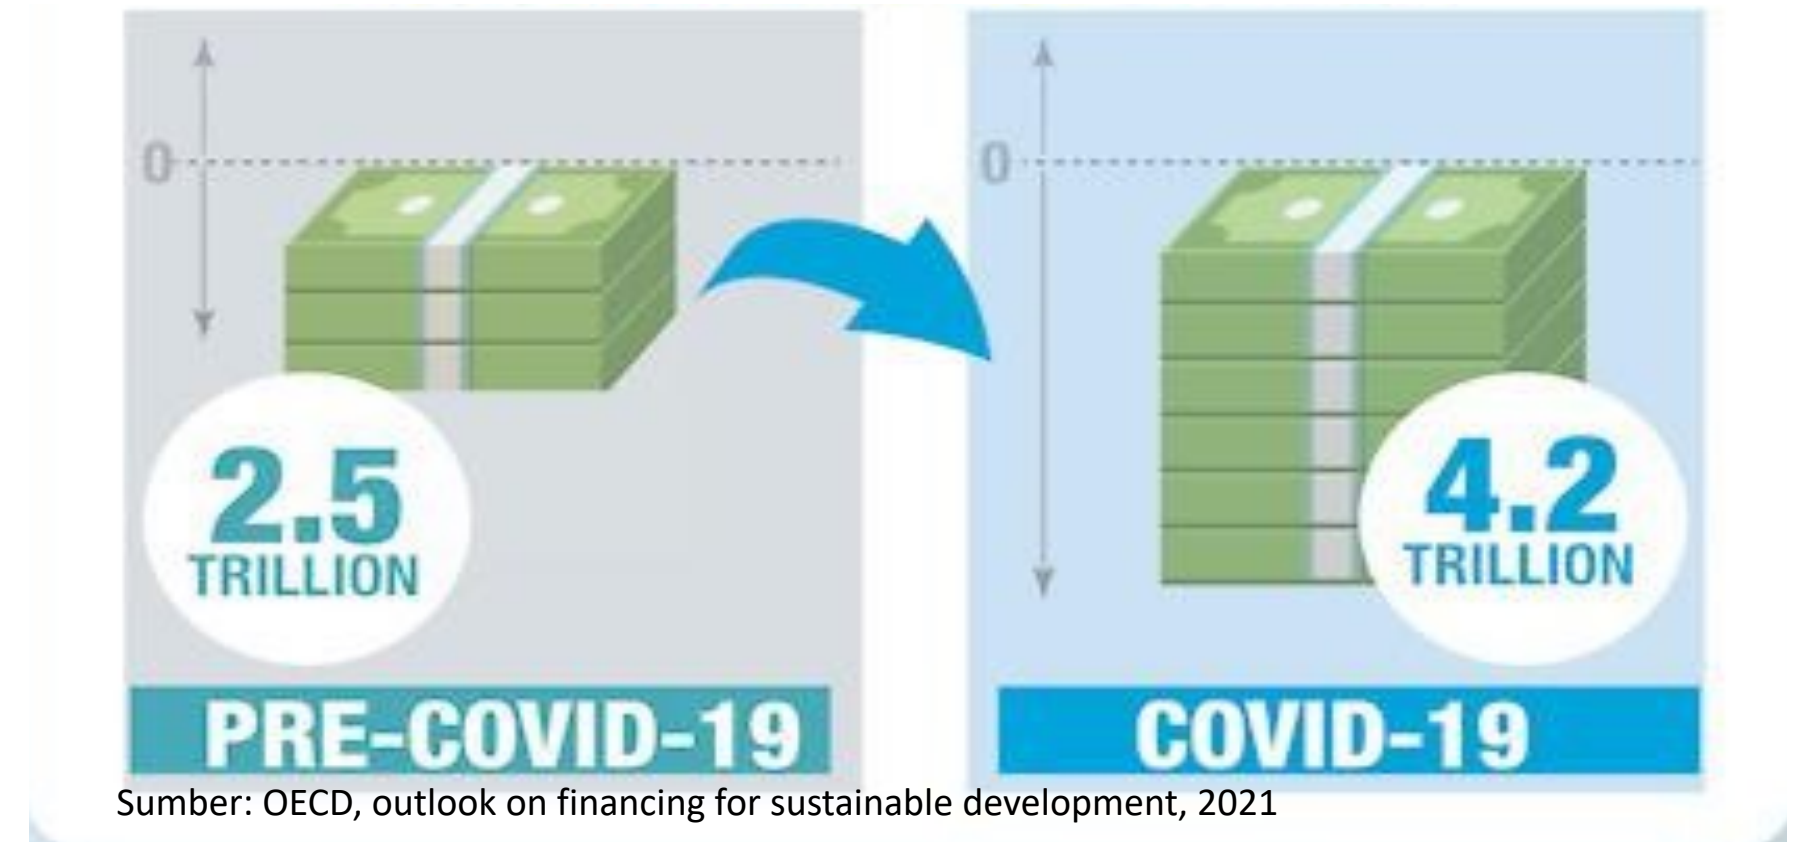 0
2.5
TRILLION
PRE-COVID-19
0
4.2
TRILLION
COVID-19
Sumber: OECD, outlook on financing for sustainable development, 2021